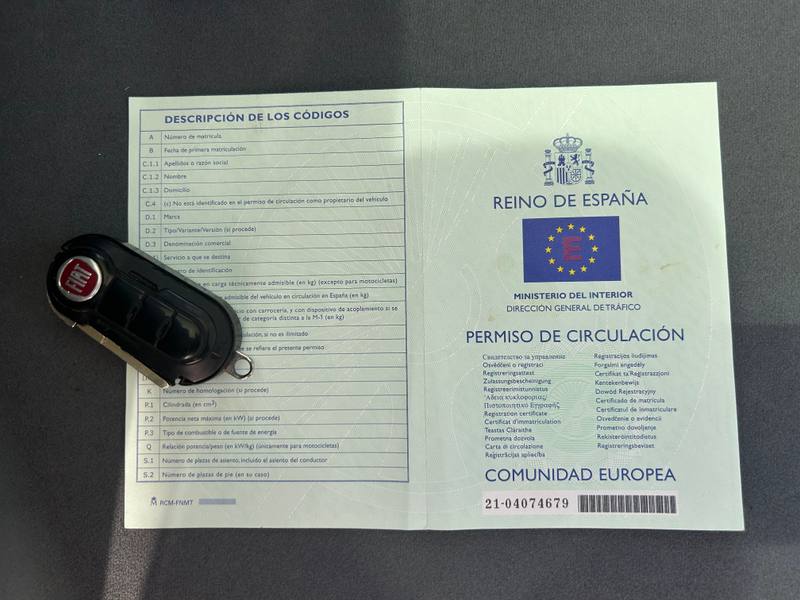 DESCRIPCIÓN DE LOS CÓDIGOS
A Número de matrícula
B Fecha de primera matriculación
C.1.1 Apellidos o razón social
C.1.2 Nombre
C.1.3 Domicilio
C.4 (c) No está identificado en el permiso de circulación como propietario del vehículo
D.1 Marca
D.2 Tipo/Variante/Versión (si procede)
D.3 Denominación comercial
Servicio a que se destina
de identificación
en carga técnicamente admisible (en kg) (excepto para motocicletas)
admisible del vehículo en circulación en España (en kg)
con carrocería, y con dispositivo de acoplamiento si se
de categoría distinta a la M-1 (en kg)
si no es ilimitado
se refiere el presente permiso
K Número de homologación (si procede)
P.1 Cilindrada (en cm³)
P.2 Potencia neta máxima (en kW) (si procede)
P.3 Tipo de combustible o de fuente de energía
Q Relación potencia/peso (en kW/kg) (únicamente para motocicletas)
S.1 Número de plazas de asiento, incluido el asiento del conductor
S.2 Número de plazas de pie (en su caso)
RCM-FNMT
FIAT
REINO DE ESPAÑA
E
MINISTERIO DEL INTERIOR
DIRECCIÓN GENERAL DE TRÁFICO
PERMISO DE CIRCULACIÓN
Свидетелство за управление
Osvědčení o registraci
Registreringsattest
Zulassungsbescheinigung
Registreerimistunnistus
Άδεια κυκλοφορίας,
Πιστοποιητικό Εγγραφής
Registration certificate
Certificat d'immatriculation
Teastas Cláraithe
Prometna dozvola
Carta di circolazione
Reģistrācijas apliecība
Registracijos liudijimas
Forgalmi engedély
Ċertifikat ta'Reġistrazzjoni
Kentekenbewijs
Dowód Rejestracyjny
Certificado de matrícula
Certificatul de înmatriculare
Osvedčenie o evidencii
Prometno dovoljenje
Rekisteröintitodistus
Registreringsbeviset
COMUNIDAD EUROPEA
21-04074679